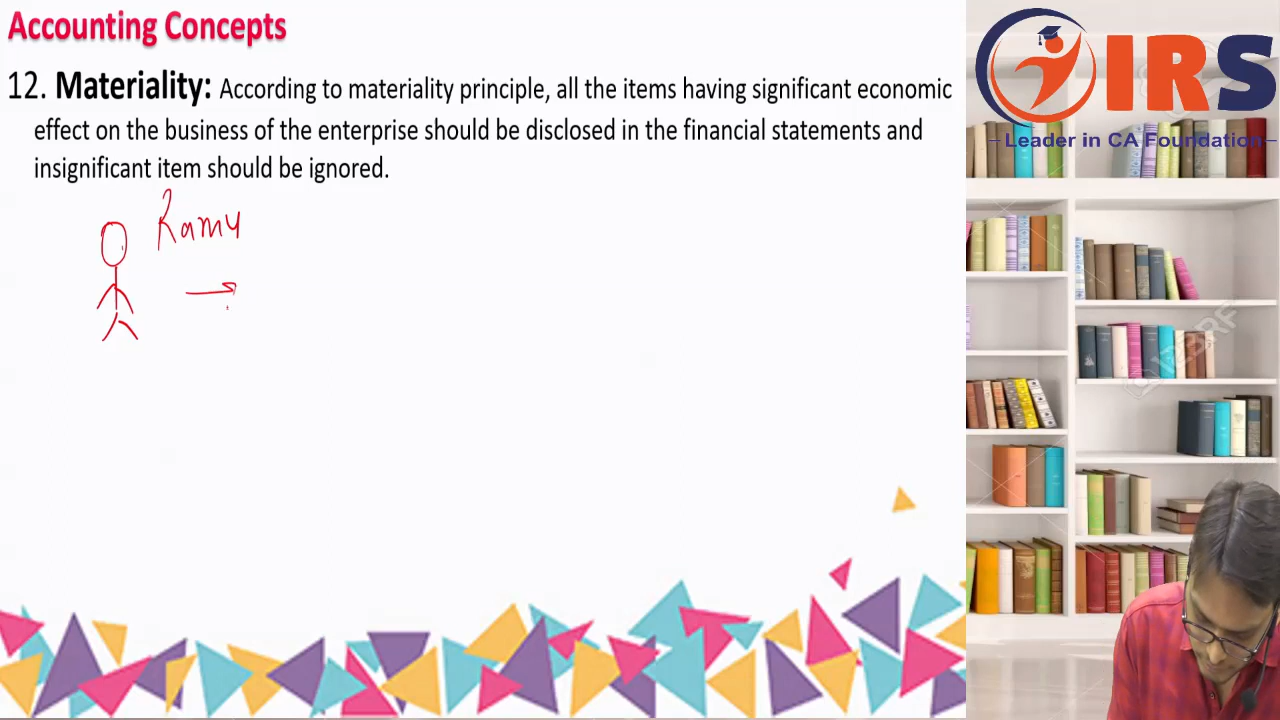 Accounting Concepts
12. Materiality: According to materiality principle, all the items having significant economic
effect on the business of the enterprise should be disclosed in the financial statements and
insignificant item should be ignored.
Ramu
IRS
- Leader in CA Foundation -
123RF